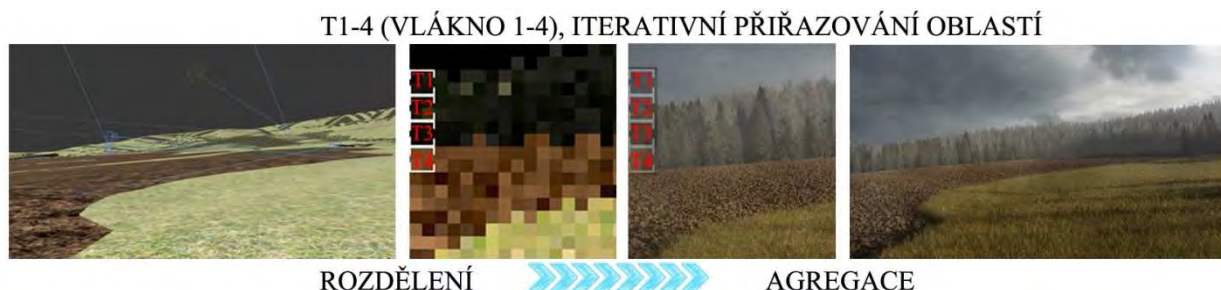 T1-4 (VLÁKNO 1-4), ITERATIVNÍ PŘIŘAZOVÁNÍ OBLASTÍ
T1
T2
T3
T4
T1
T2
T3
T4
ROZDĚLENÍ
AGREGACE